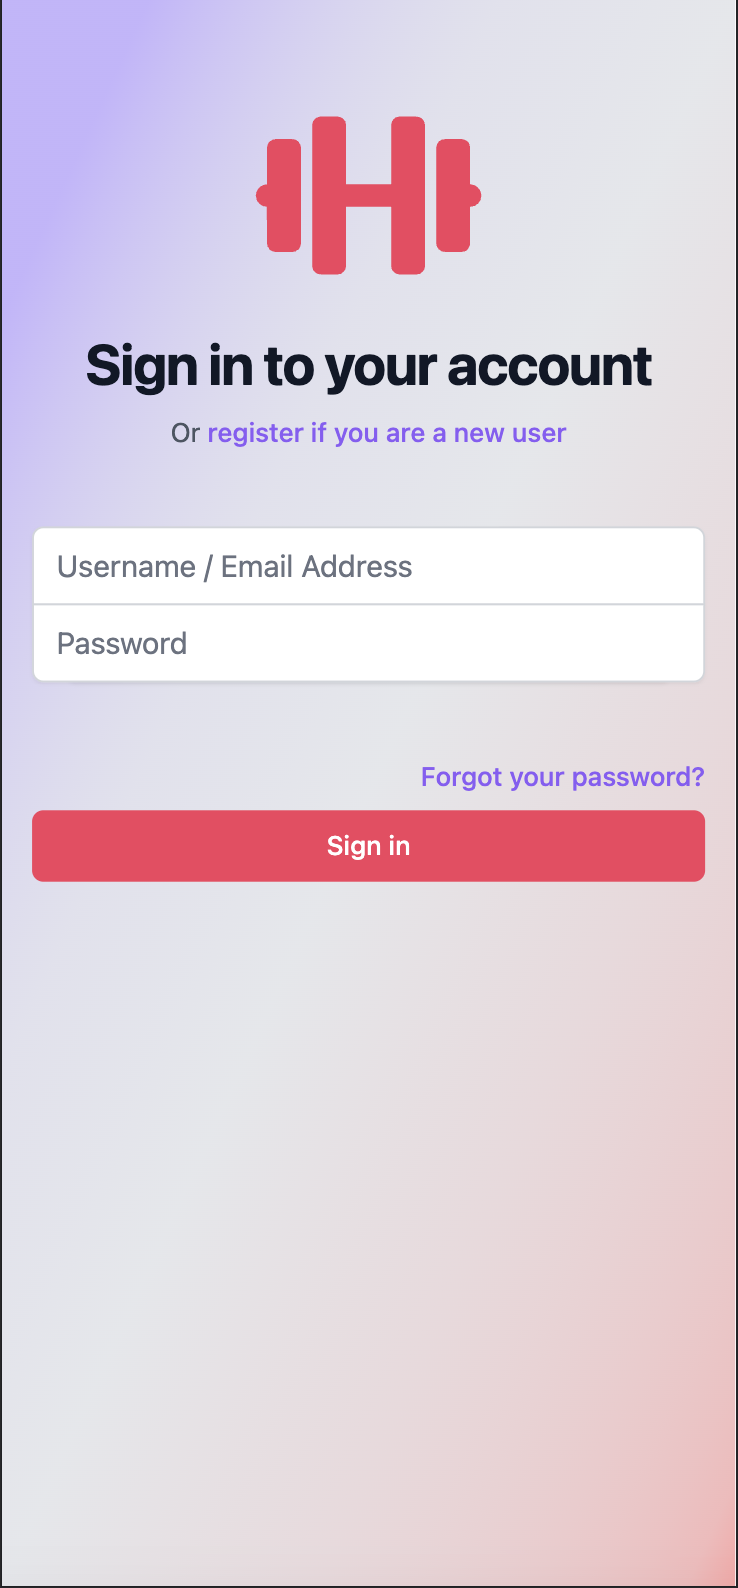 Sign in to your account
Or register if you are a new user
Username / Email Address
Password
Forgot your password?
Sign in